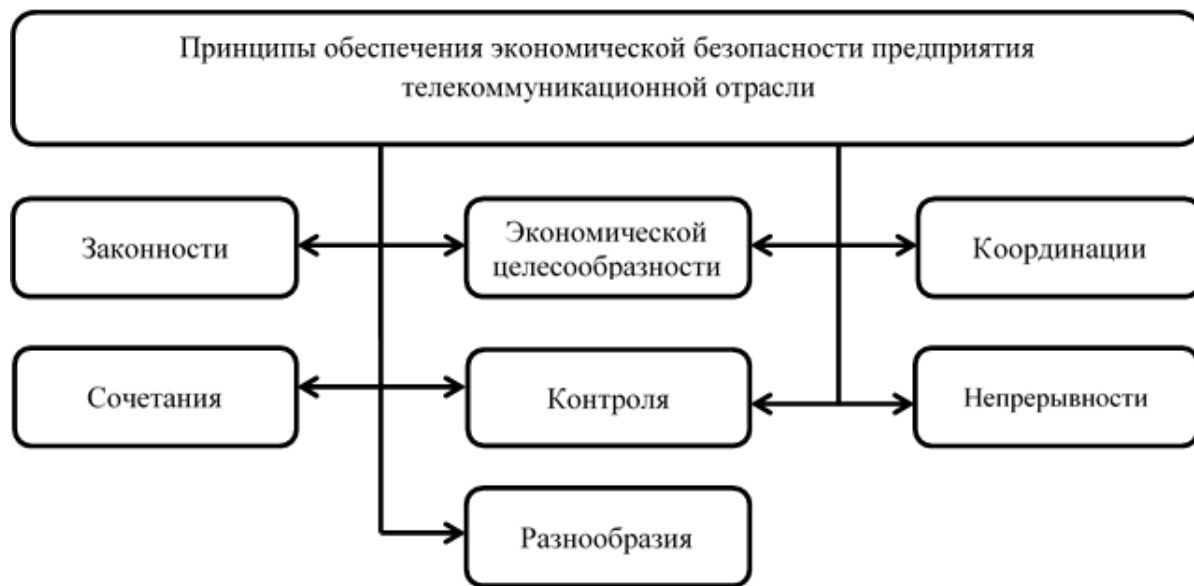 Принципы обеспечения экономической безопасности предприятия
телекоммуникационной отрасли
Законности
Экономической
целесообразности
Координации
Сочетания
Контроля
Непрерывности
Разнообразия